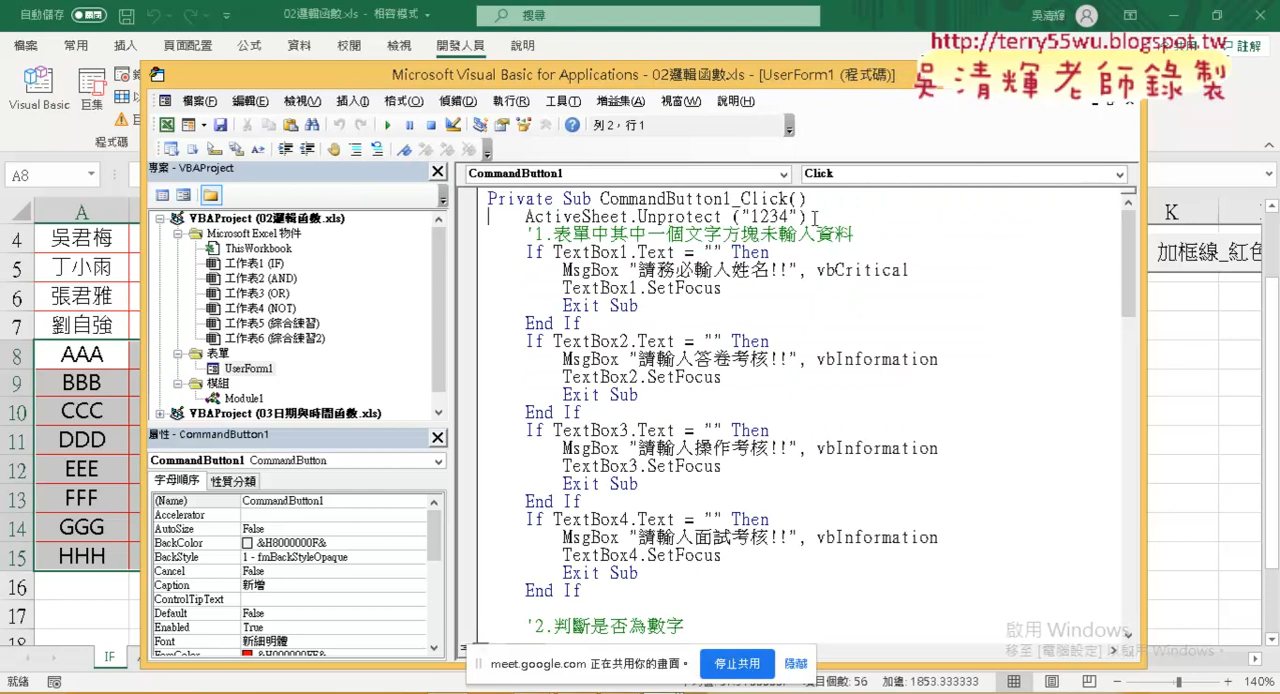 自動儲存
02邏輯函數.xls - 相容模式
搜尋
吳清輝
檔案 常用 插入 頁面配置 公式 資料 校閱 檢視 開發人員 說明
註解
http://terry55wu.blogspot.tw
吳清輝老師錄製
Visual Basic
巨集
程式碼
Microsoft Visual Basic for Applications - 02邏輯函數.xls - [UserForm1 (程式碼)]
檔案(F) 編輯(E) 檢視(V) 插入(I) 格式(O) 偵錯(D) 執行(R) 工具(T) 增益集(A) 視窗(W) 說明(H)
列 2，行 1
專案 - VBAProject
VBAProject (02邏輯函數.xls)
Microsoft Excel 物件
ThisWorkbook
工作表1 (IF)
工作表2 (AND)
工作表3 (OR)
工作表4 (NOT)
工作表5 (綜合練習)
工作表6 (綜合練習2)
表單
UserForm1
模組
Module1
VBAProject (03日期與時間函數.xls)
屬性 - CommandButton1
CommandButton1 CommandButton
字母順序 性質分類
(Name) CommandButton1
Accelerator
AutoSize False
BackColor &H8000000F&
BackStyle 1 - fmBackStyleOpaque
Cancel False
Caption 新增
ControlTipText
Default False
Enabled True
Font 新細明體
ForeColor &H000000FF&
CommandButton1
Click
Private Sub CommandButton1_Click()
ActiveSheet.Unprotect ("1234")
'1.表單中其中一個文字方塊未輸入資料
If TextBox1.Text = "" Then
MsgBox "請務必輸入姓名!!", vbCritical
TextBox1.SetFocus
Exit Sub
End If
If TextBox2.Text = "" Then
MsgBox "請輸入答卷考核!!", vbInformation
TextBox2.SetFocus
Exit Sub
End If
If TextBox3.Text = "" Then
MsgBox "請輸入操作考核!!", vbInformation
TextBox3.SetFocus
Exit Sub
End If
If TextBox4.Text = "" Then
MsgBox "請輸入面試考核!!", vbInformation
TextBox4.SetFocus
Exit Sub
End If
'2.判斷是否為數字
A8
A
K
4 吳君梅
5 丁小雨
加框線_紅色
6 張君雅
7 劉自強
8 AAA
9 BBB
10 CCC
11 DDD
12 EEE
13 FFF
14 GGG
15 HHH
16
17
18
IF
啟用 Windows
移至 [電腦設定] 以啟用 Windows。
meet.google.com 正在共用你的畫面。
停止共用
隱藏
就緒
項目個數: 56
加總: 1853.333333
140%